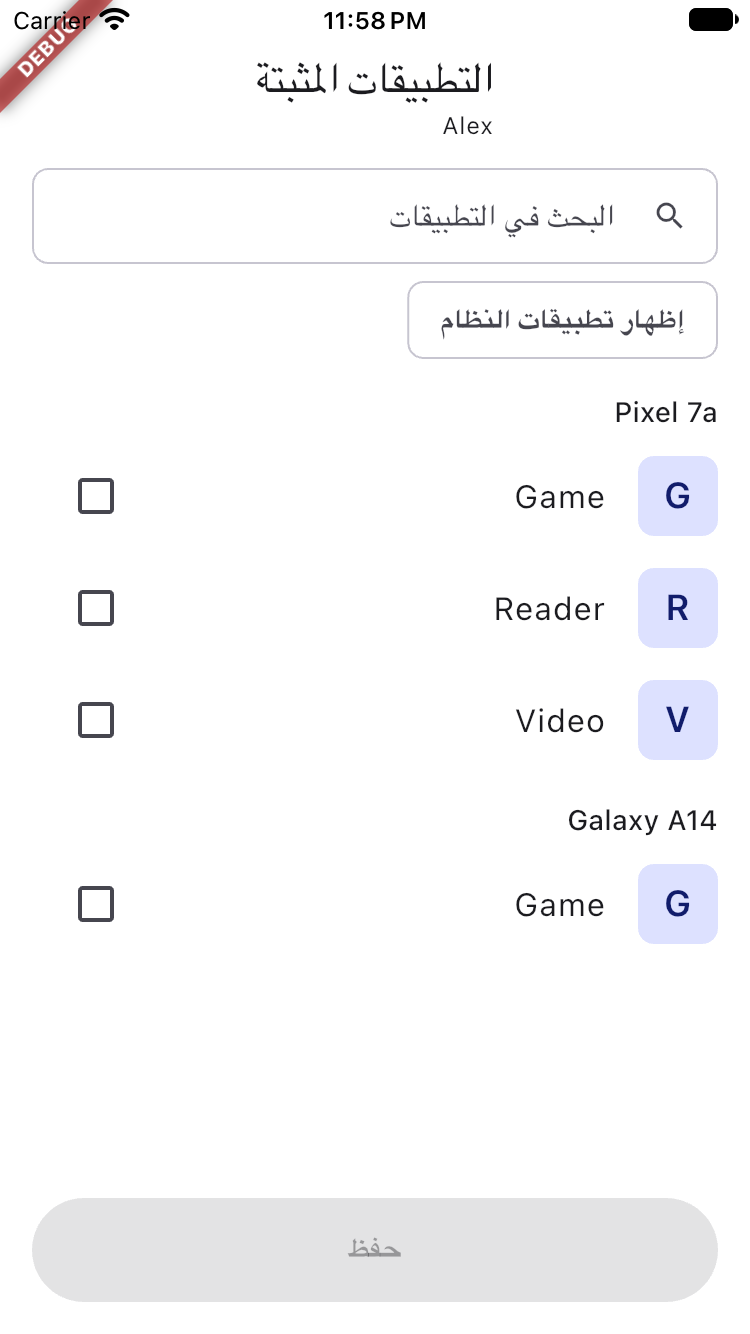 Carrier
11:58 PM
DEBUG
التطبيقات المثبتة
Alex
البحث في التطبيقات
إظهار تطبيقات النظام
Pixel 7a
G Game
R Reader
V Video
Galaxy A14
G Game
حفظ